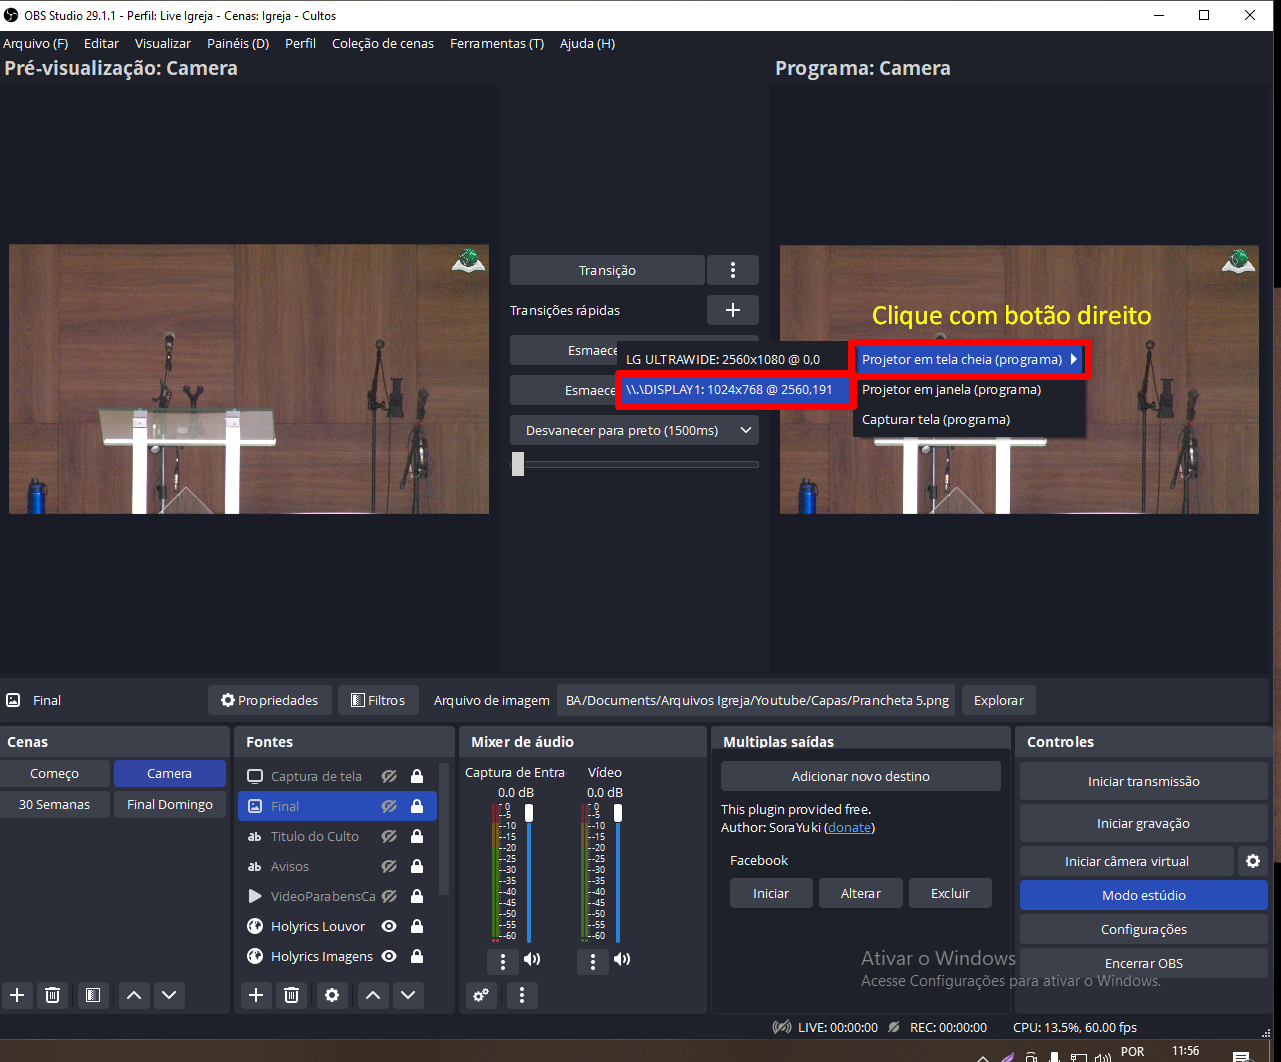 OBS Studio 29.1.1 - Perfil: Live Igreja - Cenas: Igreja - Cultos
Arquivo (F) Editar Visualizar Painéis (D) Perfil Coleção de cenas Ferramentas (T) Ajuda (H)
Pré-visualização: Camera
Programa: Camera
Transição
Transições rápidas
Esmaece
Esmaece
Desvanecer para preto (1500ms)
Clique com botão direito
LG ULTRAWIDE: 2560x1080 @ 0,0
\\.\DISPLAY1: 1024x768 @ 2560,191
Projetor em tela cheia (programa)
Projetor em janela (programa)
Capturar tela (programa)
Final
Propriedades
Filtros
Arquivo de imagem
BA/Documents/Arquivos Igreja/Youtube/Capas/Prancheta 5.png
Explorar
Cenas
Começo
Camera
30 Semanas
Final Domingo
Fontes
Captura de tela
Final
ab Titulo do Culto
ab Avisos
VideoParabensCa
Holyrics Louvor
Holyrics Imagens
Mixer de áudio
Captura de Entra
0.0 dB
0
-5
-10
-15
-20
-25
-30
-35
-40
-45
-50
-55
-60
Vídeo
0.0 dB
0
-5
-10
-15
-20
-25
-30
-35
-40
-45
-50
-55
-60
Multiplas saídas
Adicionar novo destino
This plugin provided free.
Author: SoraYuki (donate)
Facebook
Iniciar
Alterar
Excluir
Controles
Iniciar transmissão
Iniciar gravação
Iniciar câmera virtual
Modo estúdio
Configurações
Encerrar OBS
Ativar o Windows
Acesse Configurações para ativar o Windows.
LIVE: 00:00:00
REC: 00:00:00
CPU: 13.5%, 60.00 fps
POR
11:56